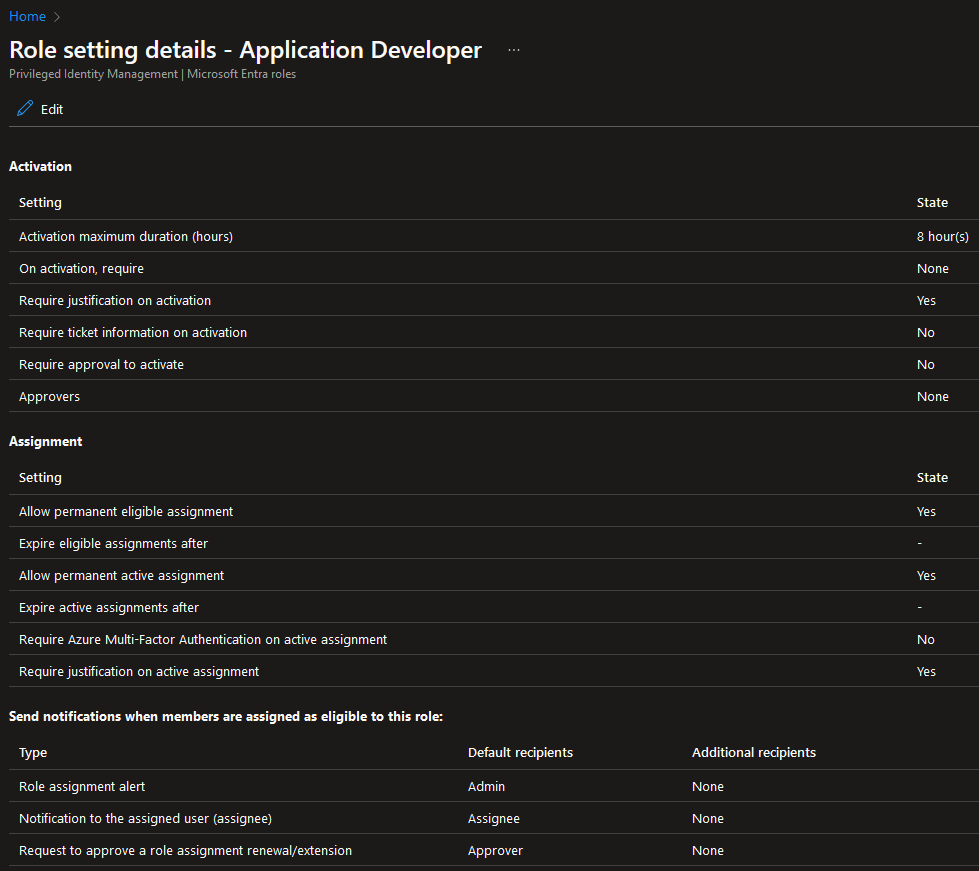 Home >
Role setting details - Application Developer ...
Privileged Identity Management | Microsoft Entra roles
Edit
Activation
Setting State
Activation maximum duration (hours) 8 hour(s)
On activation, require None
Require justification on activation Yes
Require ticket information on activation No
Require approval to activate No
Approvers None
Assignment
Setting State
Allow permanent eligible assignment Yes
Expire eligible assignments after -
Allow permanent active assignment Yes
Expire active assignments after -
Require Azure Multi-Factor Authentication on active assignment No
Require justification on active assignment Yes
Send notifications when members are assigned as eligible to this role:
Type Default recipients Additional recipients
Role assignment alert Admin None
Notification to the assigned user (assignee) Assignee None
Request to approve a role assignment renewal/extension Approver None